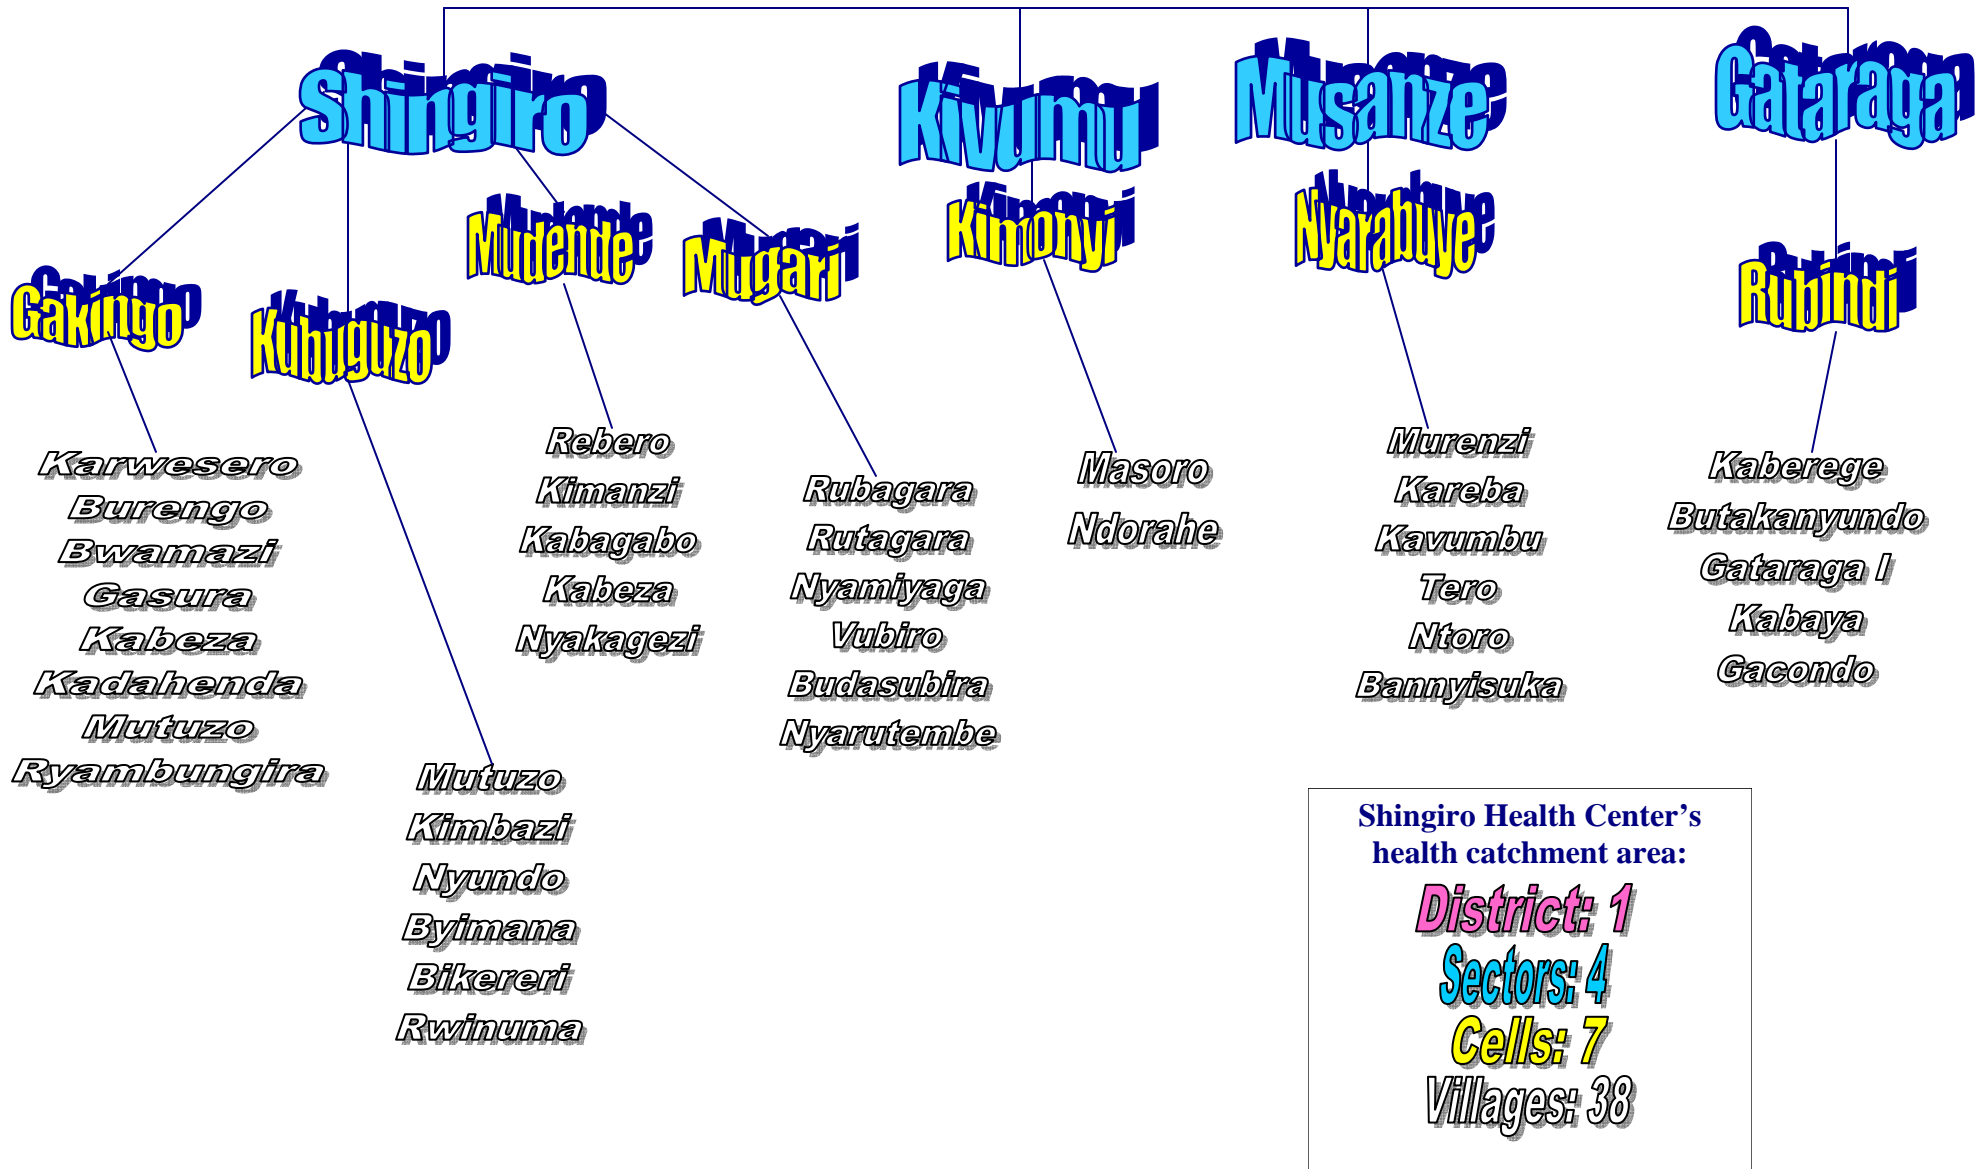 Shingiro
Kivumu
Musanze
Gataraga
Gakingo
Kubuguzo
Mudende
Mugari
Kimonyi
Nyarabuye
Rubindi
Karwesero
Burengo
Bwamazi
Gasura
Kabeza
Kadahenda
Mutuzo
Ryambungira
Mutuzo
Kimbazi
Nyundo
Byimana
Bikereri
Rwinuma
Rebero
Kimanzi
Kabagabo
Kabeza
Nyakagezi
Rubagara
Rutagara
Nyamiyaga
Vubiro
Budasubira
Nyarutembe
Masoro
Ndorahe
Murenzi
Kareba
Kavumbu
Tero
Ntoro
Bannyisuka
Kaberege
Butakanyundo
Gataraga I
Kabaya
Gacondo
Shingiro Health Center’s
health catchment area:
District: 1
Sectors: 4
Cells: 7
Villages: 38